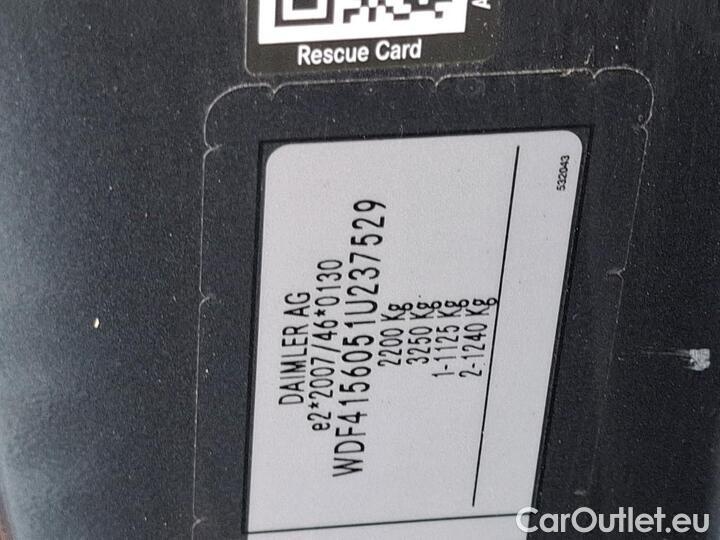 Rescue Card
DAIMLER AG
e2*2007/46*0130
WDF4156051U237529
2200 Kg
3250 Kg
1-1125 Kg
2-1240 Kg
532043
CarOutlet.eu